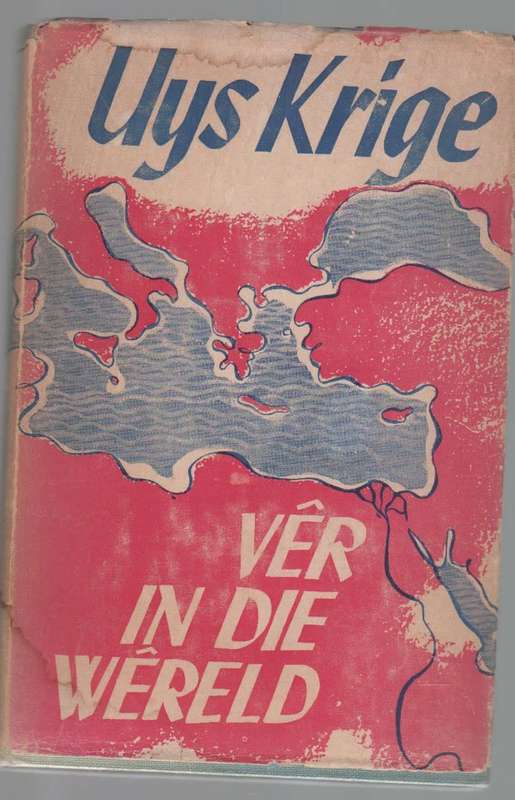 Uys Krige
VÊR
IN DIE
WÊRELD